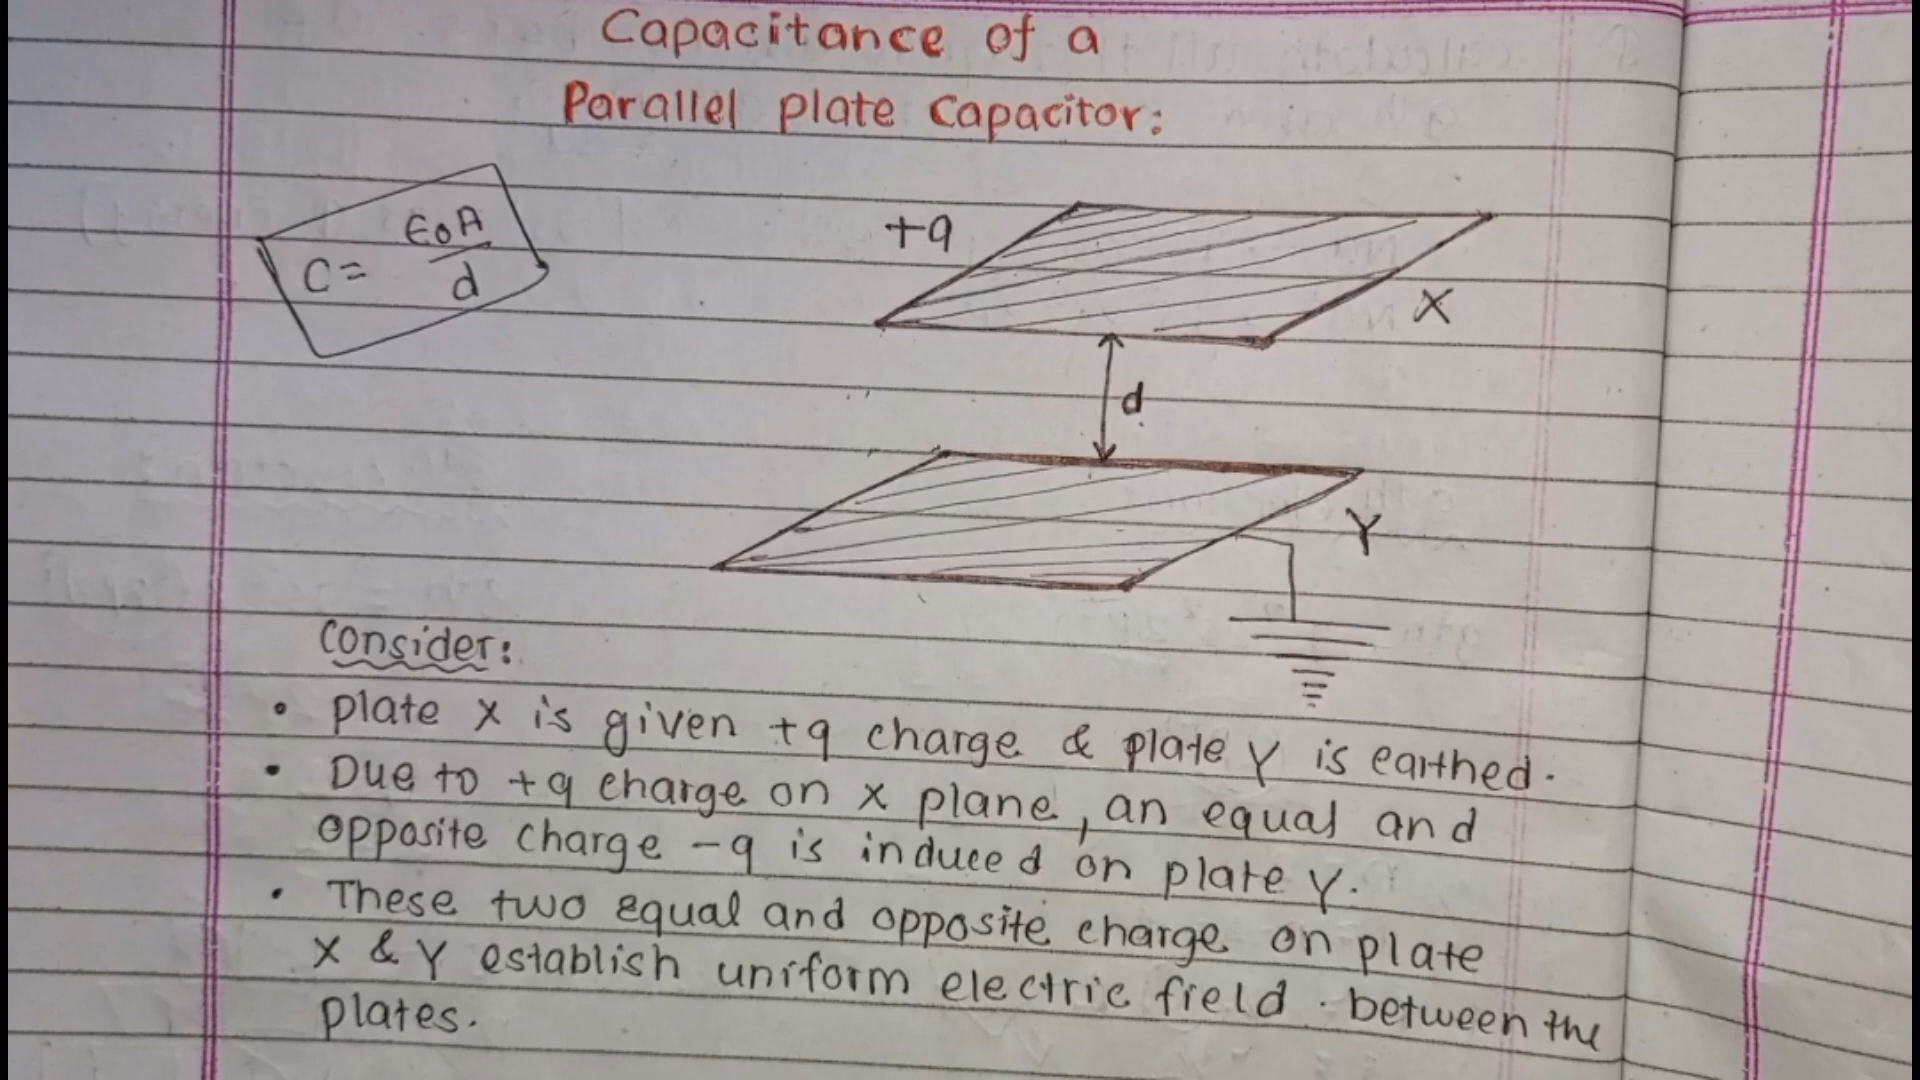 Capacitance of a
Parallel plate capacitor:
C = ε₀A/d
+q
X
d
Y
consider:
• plate X is given +q charge & plate Y is earthed.
• Due to +q charge on x plane, an equal and
opposite charge -q is induced on plate Y.
• These two equal and opposite charge on plate
X & Y establish uniform electric field between the
plates.